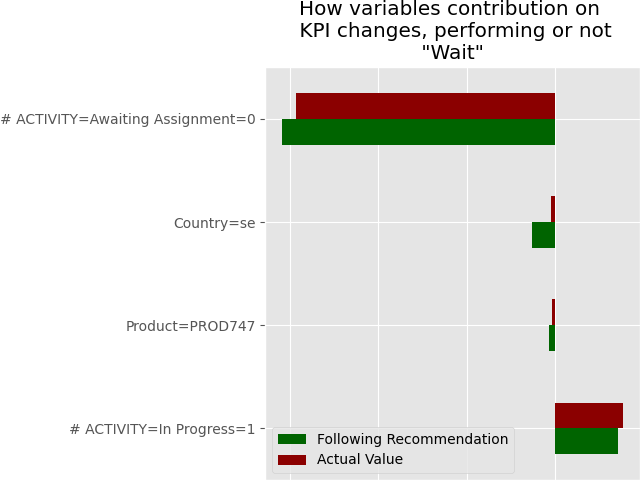 How variables contribution on
KPI changes, performing or not
"Wait"
# ACTIVITY=Awaiting Assignment=0
Country=se
Product=PROD747
# ACTIVITY=In Progress=1
Following Recommendation
Actual Value